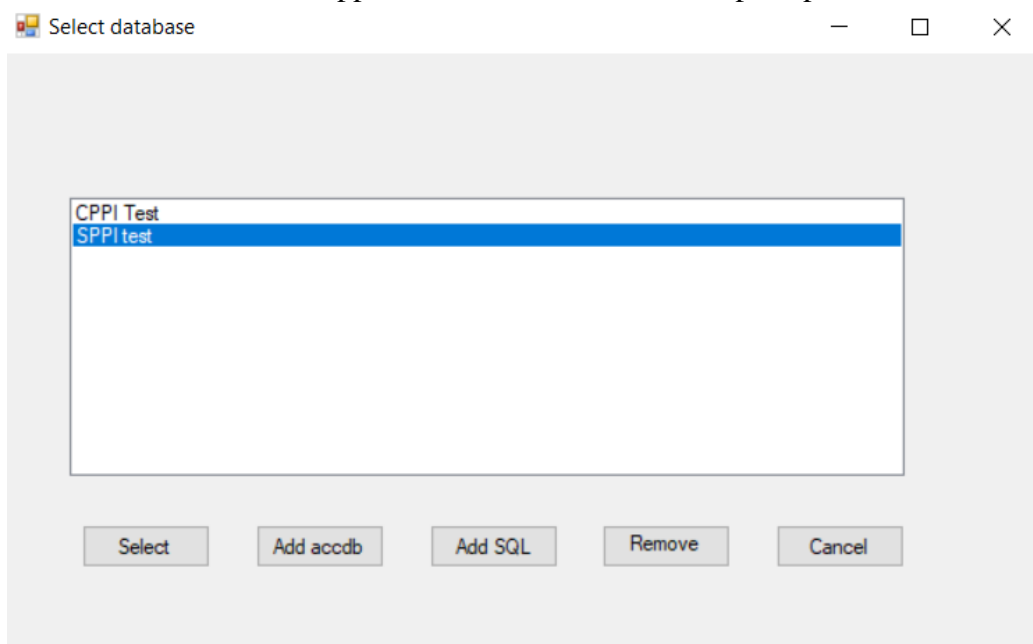 Select database
CPPI Test
SPPI test
Select Add accdb Add SQL Remove Cancel